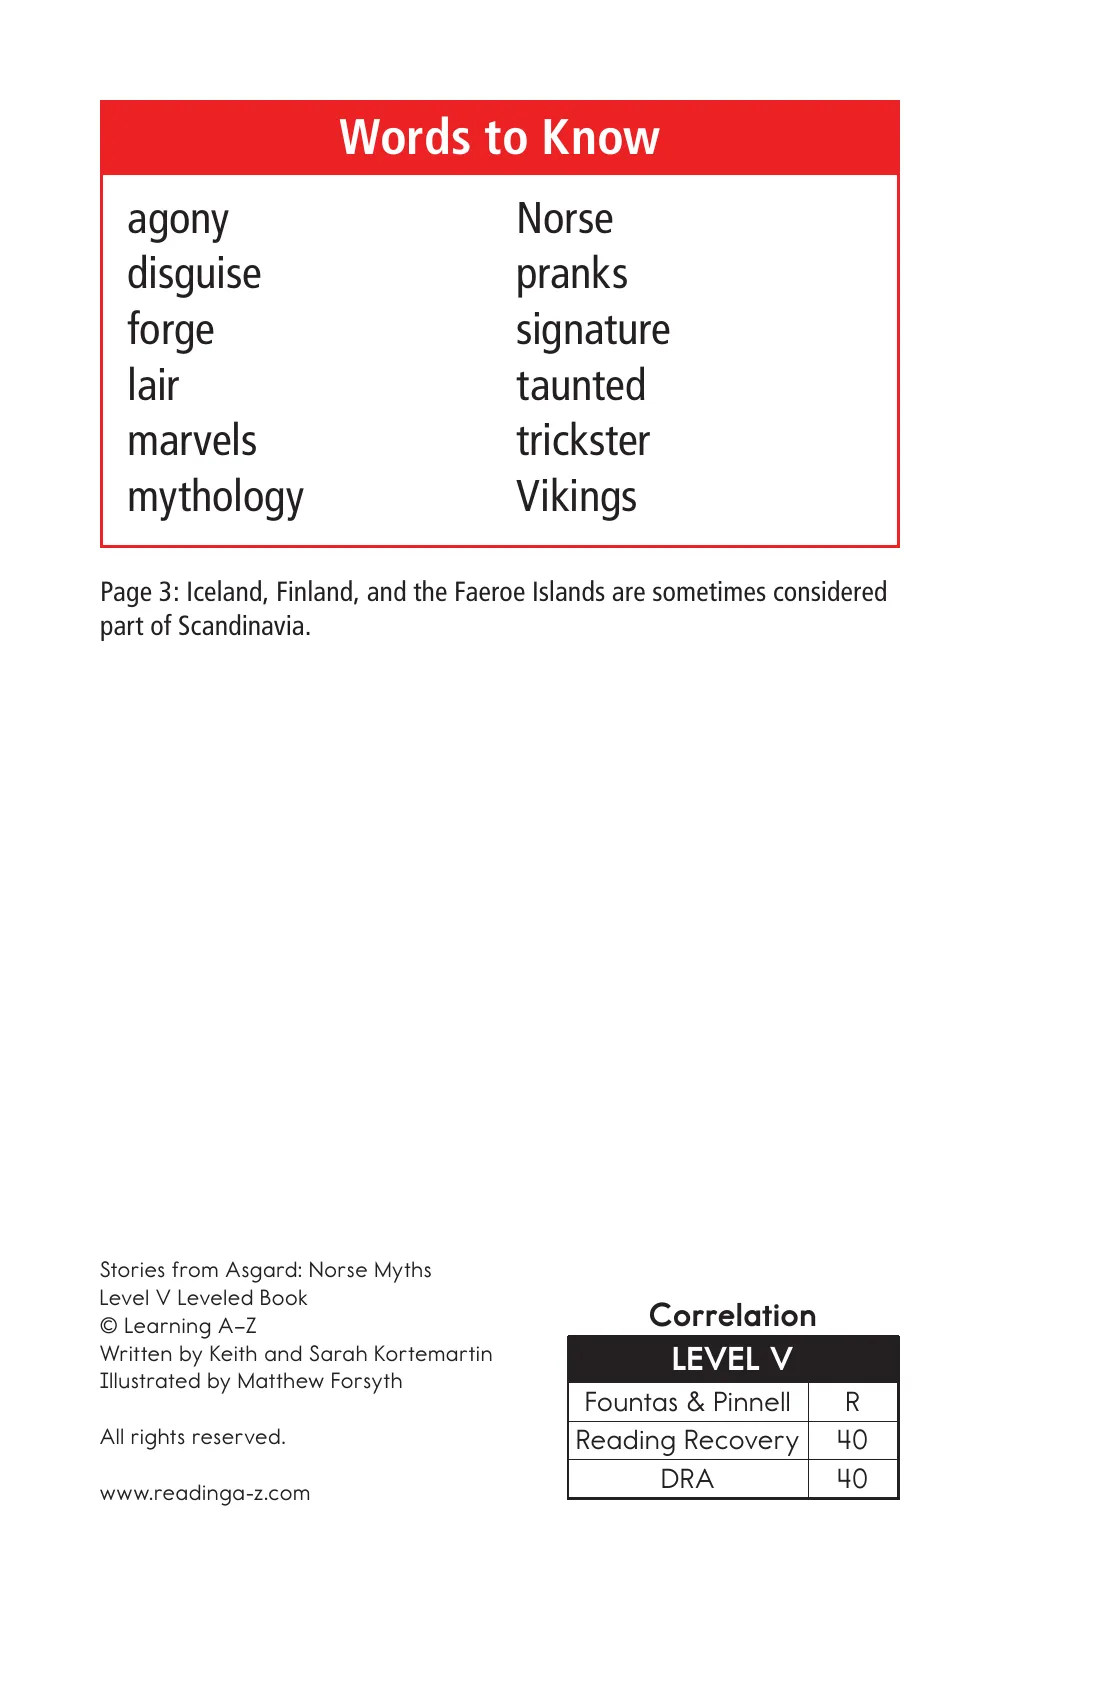 Words to Know
agony
disguise
forge
lair
marvels
mythology
Norse
pranks
signature
taunted
trickster
Vikings
Page 3: Iceland, Finland, and the Faeroe Islands are sometimes considered
part of Scandinavia.
Stories from Asgard: Norse Myths
Level V Leveled Book
© Learning A–Z
Written by Keith and Sarah Kortemartin
Illustrated by Matthew Forsyth
All rights reserved.
www.readinga-z.com
Correlation
LEVEL V
Fountas & Pinnell R
Reading Recovery 40
DRA 40